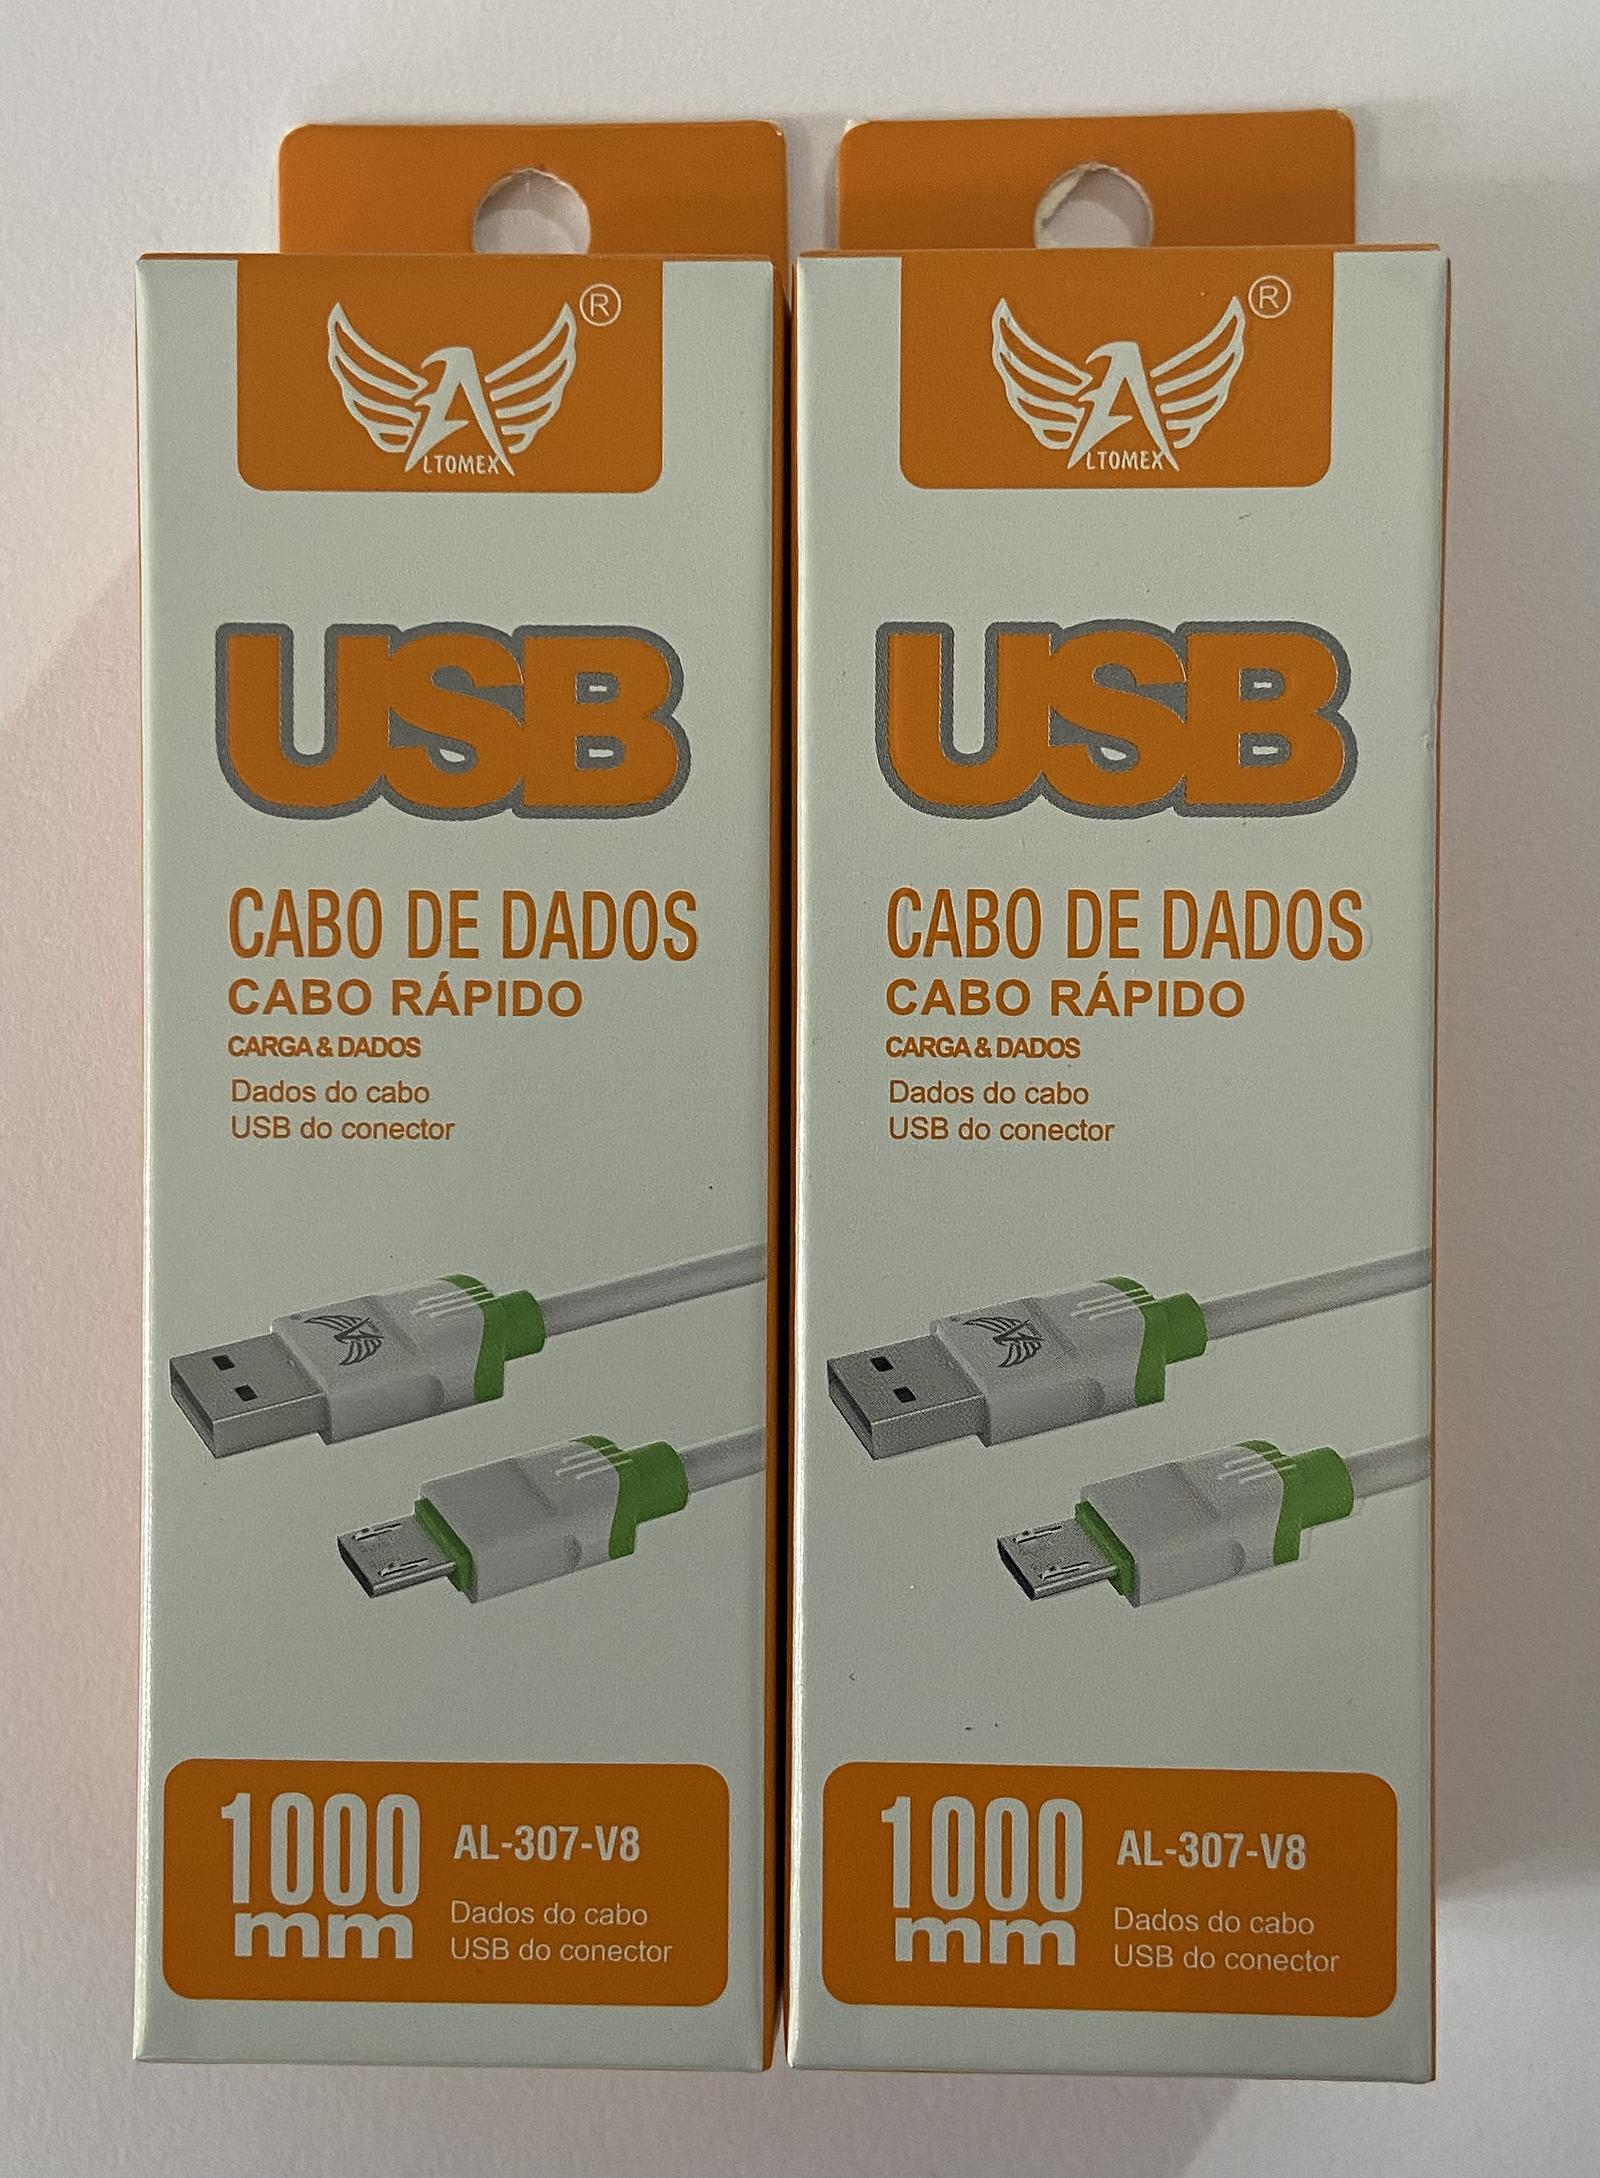 ®
ALTOMEX
USB
CABO DE DADOS
CABO RÁPIDO
CARGA & DADOS
Dados do cabo
USB do conector
1000
mm
AL-307-V8
Dados do cabo
USB do conector
®
ALTOMEX
USB
CABO DE DADOS
CABO RÁPIDO
CARGA & DADOS
Dados do cabo
USB do conector
1000
mm
AL-307-V8
Dados do cabo
USB do conector